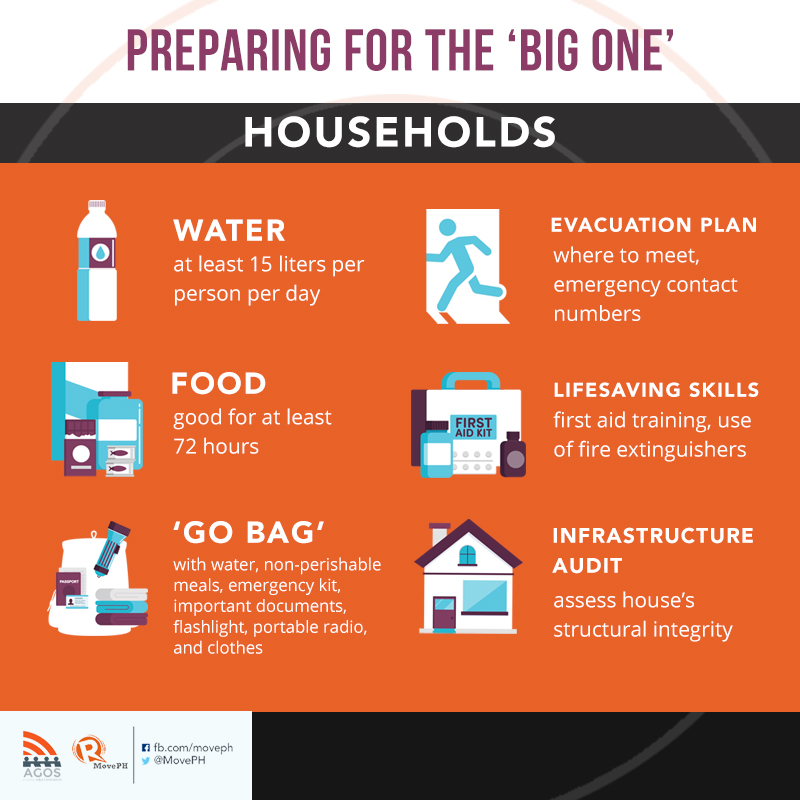 PREPARING FOR THE ‘BIG ONE’
HOUSEHOLDS
WATER
at least 15 liters per
person per day
FOOD
good for at least
72 hours
‘GO BAG’
with water, non-perishable
meals, emergency kit,
important documents,
flashlight, portable radio,
and clothes
PASSPORT
EVACUATION PLAN
where to meet,
emergency contact
numbers
LIFESAVING SKILLS
first aid training, use
of fire extinguishers
FIRST
AID KIT
INFRASTRUCTURE
AUDIT
assess house’s
structural integrity
AGOS
R
MovePH
fb.com/moveph
@MovePH